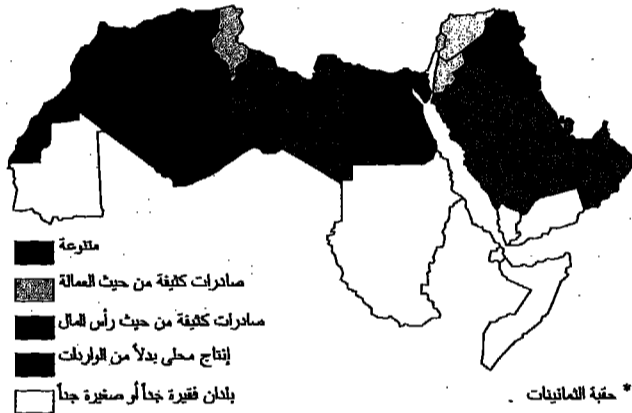 متنوعة
صادرات كثيفة من حيث العمالة
صادرات كثيفة من حيث رأس المال
إنتاج محلى بدلاً من الواردات
بلدان فقيرة جداً أو صغيرة جداً
* حقبة الثمانينات